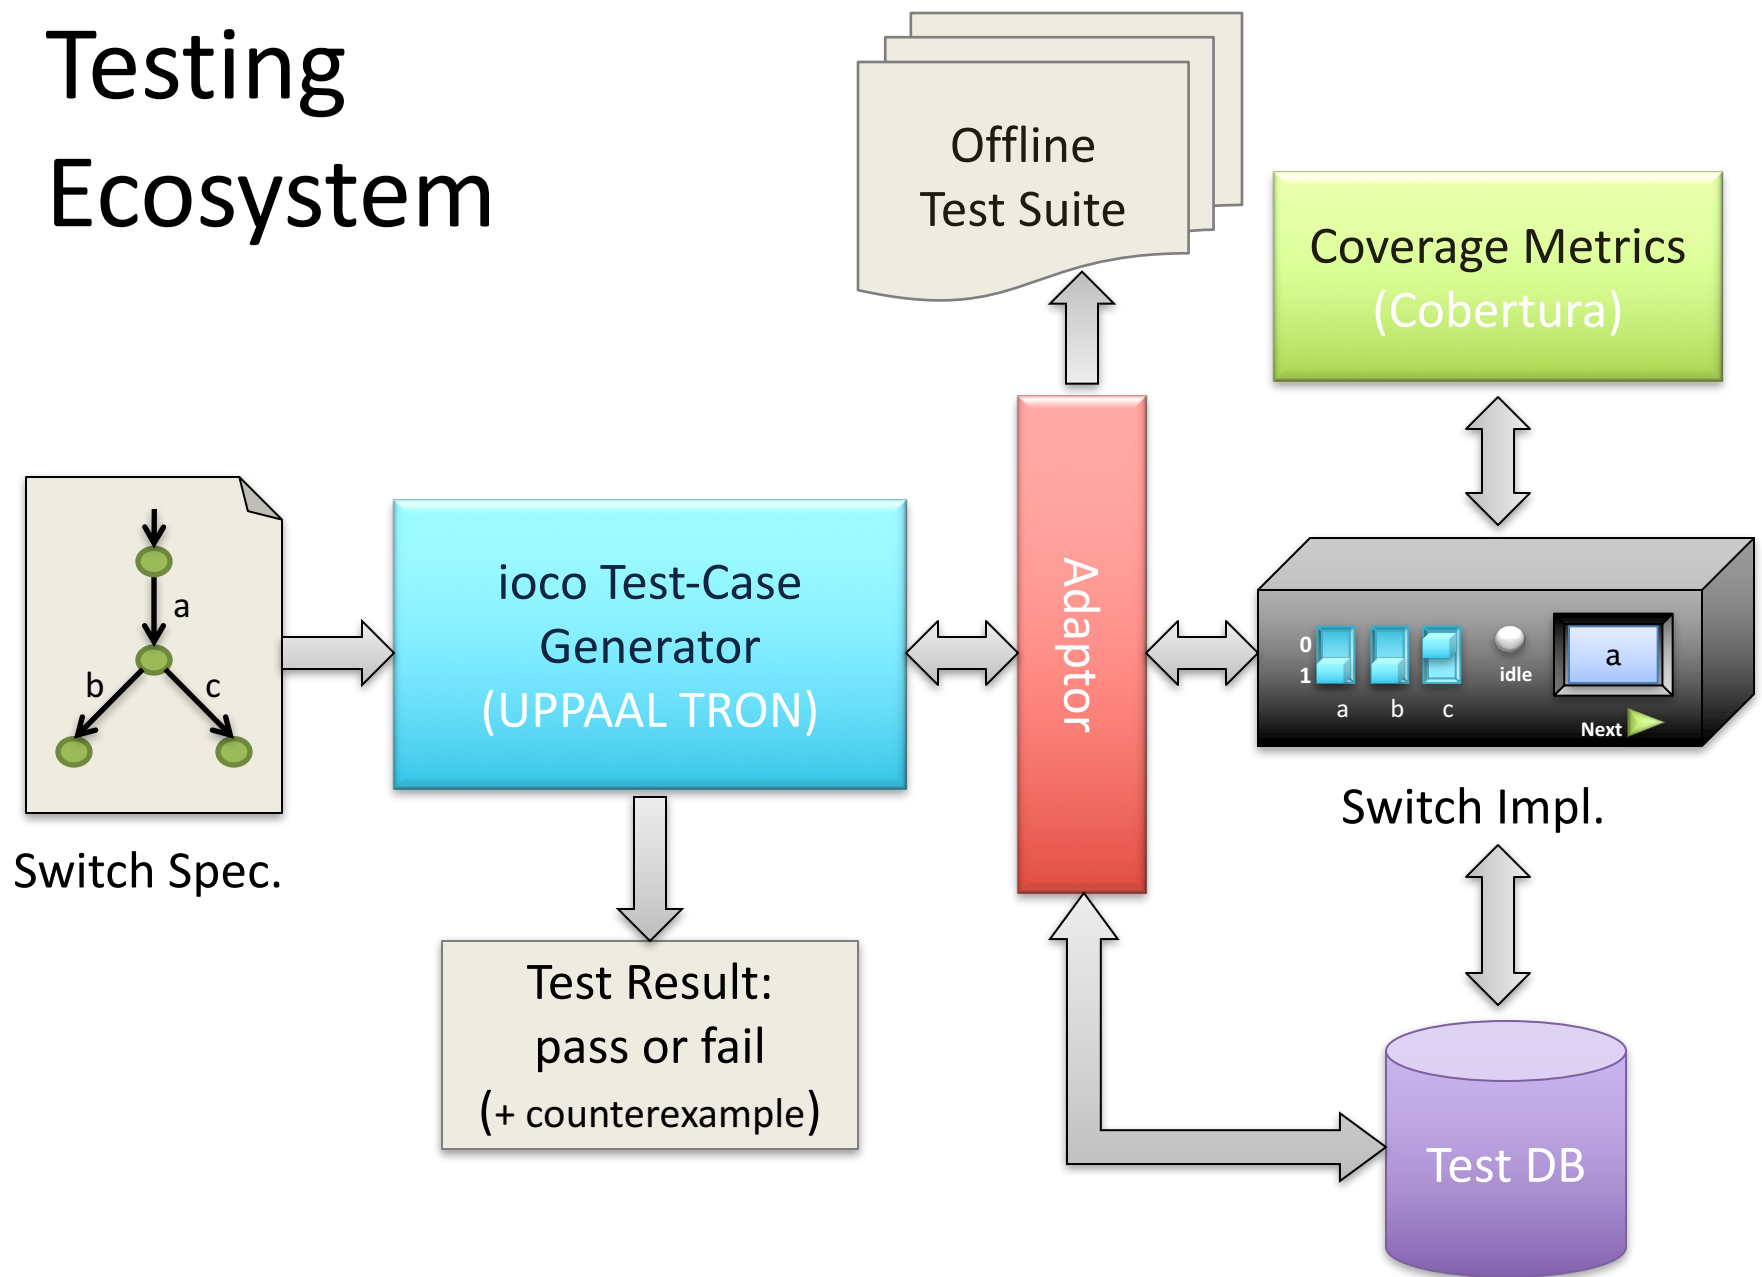 Testing
Ecosystem
Offline
Test Suite
Coverage Metrics
(Cobertura)
a
b
c
Switch Spec.
ioco Test-Case
Generator
(UPPAAL TRON)
Adaptor
0
1
a b c
idle
a
Next
Switch Impl.
Test Result:
pass or fail
(+ counterexample)
Test DB